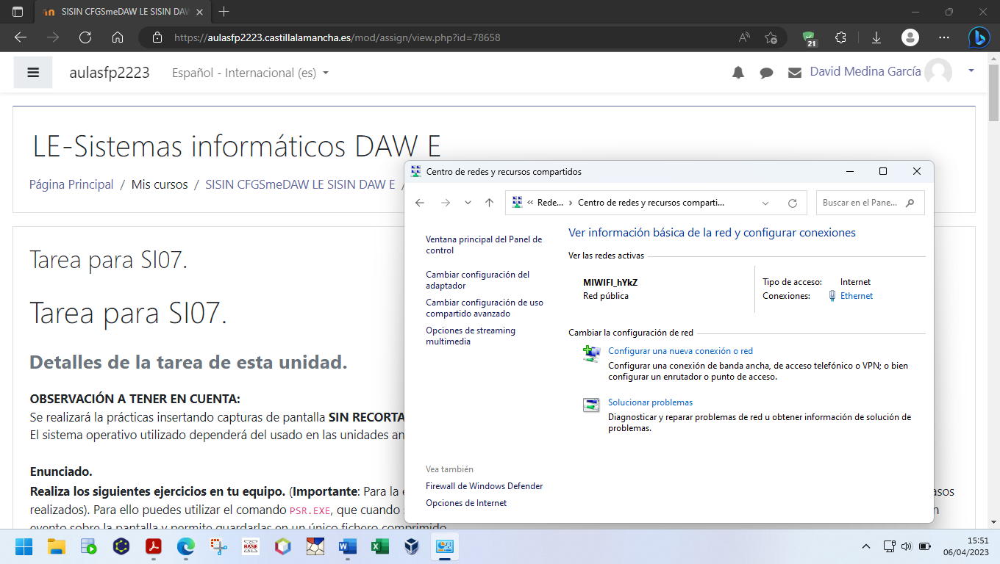 SISIN CFGSmeDAW LE SISIN DAW
https://aulasfp2223.castillalamancha.es/mod/assign/view.php?id=78658
21
aulasfp2223
Español - Internacional (es)
David Medina García
LE-Sistemas informáticos DAW E
Página Principal / Mis cursos / SISIN CFGSmeDAW LE SISIN DAW E /
Tarea para SI07.
Tarea para SI07.
Detalles de la tarea de esta unidad.
OBSERVACIÓN A TENER EN CUENTA:
Se realizará la prácticas insertando capturas de pantalla SIN RECORTA
El sistema operativo utilizado dependerá del usado en las unidades an
Enunciado.
Realiza los siguientes ejercicios en tu equipo. (Importante: Para la
realizados). Para ello puedes utilizar el comando PSR.EXE, que cuando
evento sobre la pantalla y permite guardarlas en un único fichero comprimido
Centro de redes y recursos compartidos
« Rede... › Centro de redes y recursos comparti...
Buscar en el Pane...
Ventana principal del Panel de
control
Cambiar configuración del
adaptador
Cambiar configuración de uso
compartido avanzado
Opciones de streaming
multimedia
Ver información básica de la red y configurar conexiones
Ver las redes activas
MIWIFI_hYkZ
Red pública
Tipo de acceso: Internet
Conexiones: Ethernet
Cambiar la configuración de red
Configurar una nueva conexión o red
Configurar una conexión de banda ancha, de acceso telefónico o VPN; o bien
configurar un enrutador o punto de acceso.
Solucionar problemas
Diagnosticar y reparar problemas de red u obtener información de solución de
problemas.
Vea también
Firewall de Windows Defender
Opciones de Internet
BASE
15:51
06/04/2023